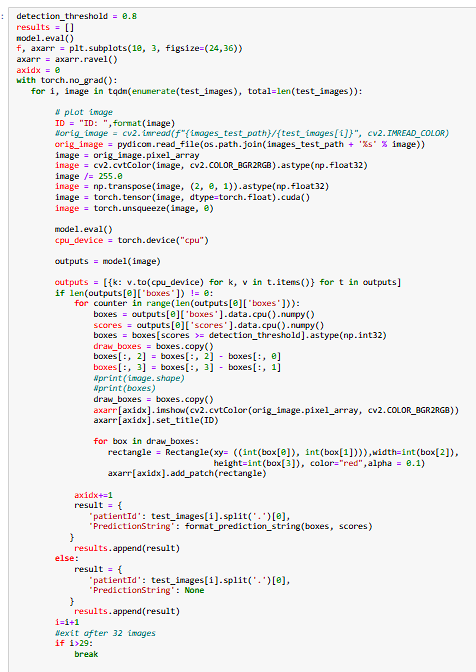 :
detection_threshold = 0.8
results = []
model.eval()
f, axarr = plt.subplots(10, 3, figsize=(24,36))
axarr = axarr.ravel()
axidx = 0
with torch.no_grad():
    for i, image in tqdm(enumerate(test_images), total=len(test_images)):

        # plot image
        ID = "ID: ",format(image)
        #orig_image = cv2.imread(f"{images_test_path}/{test_images[i]}", cv2.IMREAD_COLOR)
        orig_image = pydicom.read_file(os.path.join(images_test_path + '%s' % image))
        image = orig_image.pixel_array
        image = cv2.cvtColor(image, cv2.COLOR_BGR2RGB).astype(np.float32)
        image /= 255.0
        image = np.transpose(image, (2, 0, 1)).astype(np.float32)
        image = torch.tensor(image, dtype=torch.float).cuda()
        image = torch.unsqueeze(image, 0)

        model.eval()
        cpu_device = torch.device("cpu")

        outputs = model(image)

        outputs = [{k: v.to(cpu_device) for k, v in t.items()} for t in outputs]
        if len(outputs[0]['boxes']) != 0:
            for counter in range(len(outputs[0]['boxes'])):
                boxes = outputs[0]['boxes'].data.cpu().numpy()
                scores = outputs[0]['scores'].data.cpu().numpy()
                boxes = boxes[scores >= detection_threshold].astype(np.int32)
                draw_boxes = boxes.copy()
                boxes[:, 2] = boxes[:, 2] - boxes[:, 0]
                boxes[:, 3] = boxes[:, 3] - boxes[:, 1]
                #print(image.shape)
                #print(boxes)
                draw_boxes = boxes.copy()
                axarr[axidx].imshow(cv2.cvtColor(orig_image.pixel_array, cv2.COLOR_BGR2RGB))
                axarr[axidx].set_title(ID)

                for box in draw_boxes:
                    rectangle = Rectangle(xy= ((int(box[0]), int(box[1]))),width=int(box[2]),
                                          height=int(box[3]), color="red",alpha = 0.1)
                    axarr[axidx].add_patch(rectangle)

            axidx+=1
            result = {
                'patientId': test_images[i].split('.')[0],
                'PredictionString': format_prediction_string(boxes, scores)
            }
            results.append(result)
        else:
            result = {
                'patientId': test_images[i].split('.')[0],
                'PredictionString': None
            }
            results.append(result)
        i=i+1
        #exit after 32 images
        if i>29:
            break